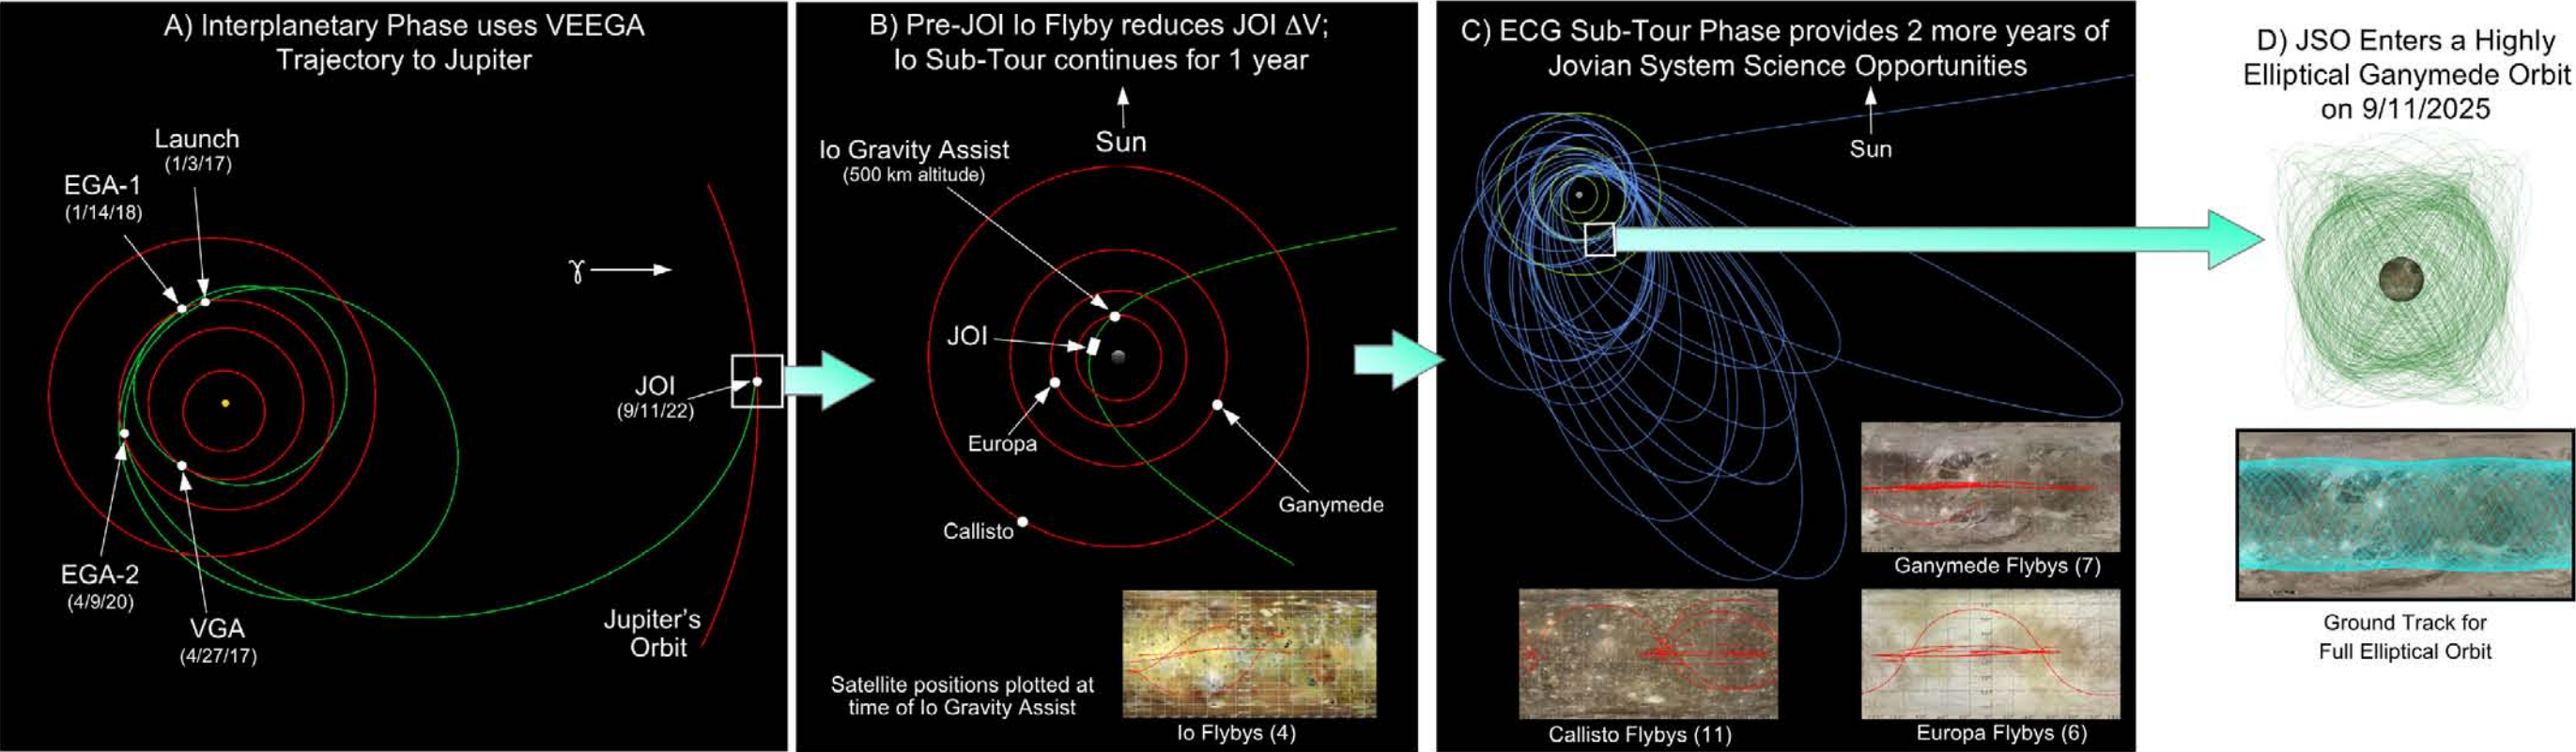 A) Interplanetary Phase uses VEEGA
Trajectory to Jupiter
Launch
(1/3/17)
EGA-1
(1/14/18)
γ
JOI
(9/11/22)
EGA-2
(4/9/20)
VGA
(4/27/17)
Jupiter's
Orbit
B) Pre-JOI Io Flyby reduces JOI ΔV;
Io Sub-Tour continues for 1 year
Sun
Io Gravity Assist
(500 km altitude)
JOI
Europa
Ganymede
Callisto
Satellite positions plotted at
time of Io Gravity Assist
Io Flybys (4)
C) ECG Sub-Tour Phase provides 2 more years of
Jovian System Science Opportunities
Sun
Ganymede Flybys (7)
Callisto Flybys (11)
Europa Flybys (6)
D) JSO Enters a Highly
Elliptical Ganymede Orbit
on 9/11/2025
Ground Track for
Full Elliptical Orbit